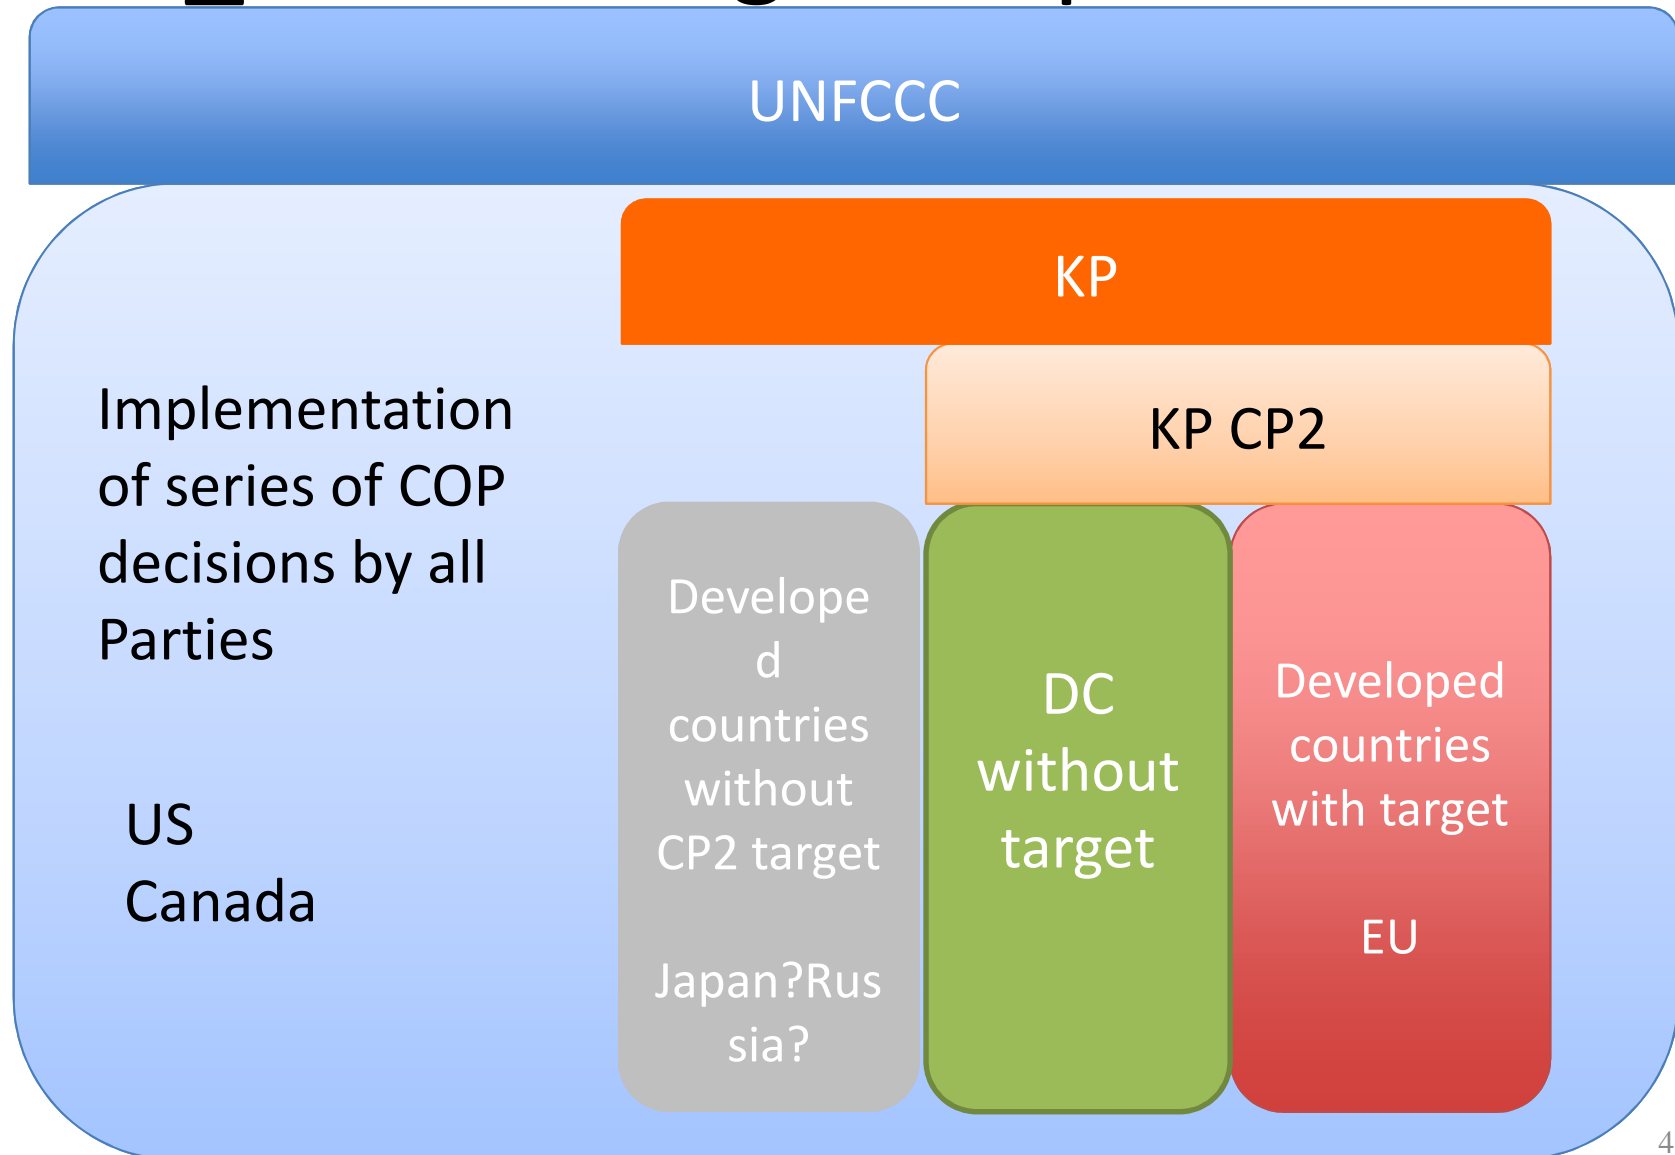 UNFCCC
KP
KP CP2
Implementation
of series of COP
decisions by all
Parties
US
Canada
Develope
d
countries
without
CP2 target
Japan?Rus
sia?
DC
without
target
Developed
countries
with target
EU
4